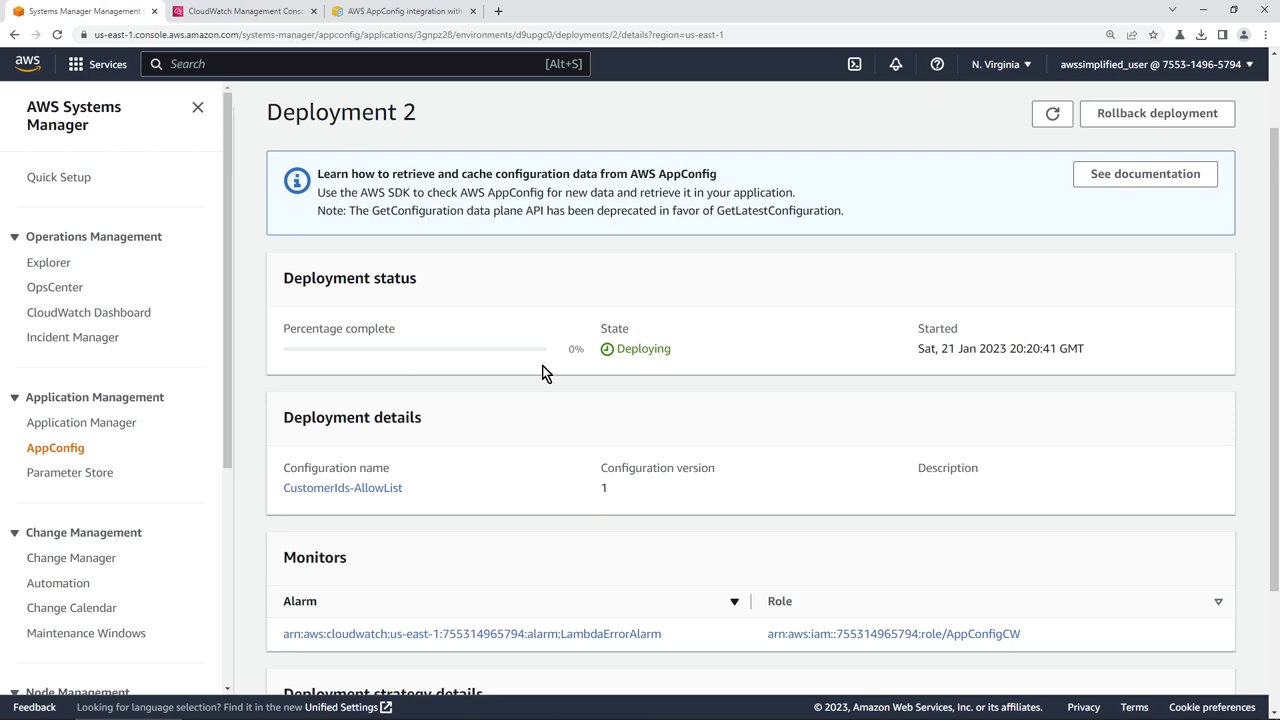 Systems Manager Management C
CloudWatch Management Conso
AWS AppConfig integration with
us-east-1.console.aws.amazon.com/systems-manager/appconfig/applications/3gnpz28/environments/d9upgc0/deployments/2/details?region=us-east-1
aws
Services
Search
[Alt+S]
N. Virginia
awssimplified_user @ 7553-1496-5794
AWS Systems
Manager
Quick Setup
Operations Management
Explorer
OpsCenter
CloudWatch Dashboard
Incident Manager
Application Management
Application Manager
AppConfig
Parameter Store
Change Management
Change Manager
Automation
Change Calendar
Maintenance Windows
Node Management
Deployment 2
Rollback deployment
Learn how to retrieve and cache configuration data from AWS AppConfig
Use the AWS SDK to check AWS AppConfig for new data and retrieve it in your application.
Note: The GetConfiguration data plane API has been deprecated in favor of GetLatestConfiguration.
See documentation
Deployment status
Percentage complete
0%
State
Deploying
Started
Sat, 21 Jan 2023 20:20:41 GMT
Deployment details
Configuration name
CustomerIds-AllowList
Configuration version
1
Description
Monitors
Alarm
Role
arn:aws:cloudwatch:us-east-1:755314965794:alarm:LambdaErrorAlarm
arn:aws:iam::755314965794:role/AppConfigCW
Deployment strategy details
Feedback
Looking for language selection? Find it in the new Unified Settings
© 2023, Amazon Web Services, Inc. or its affiliates.
Privacy
Terms
Cookie preferences